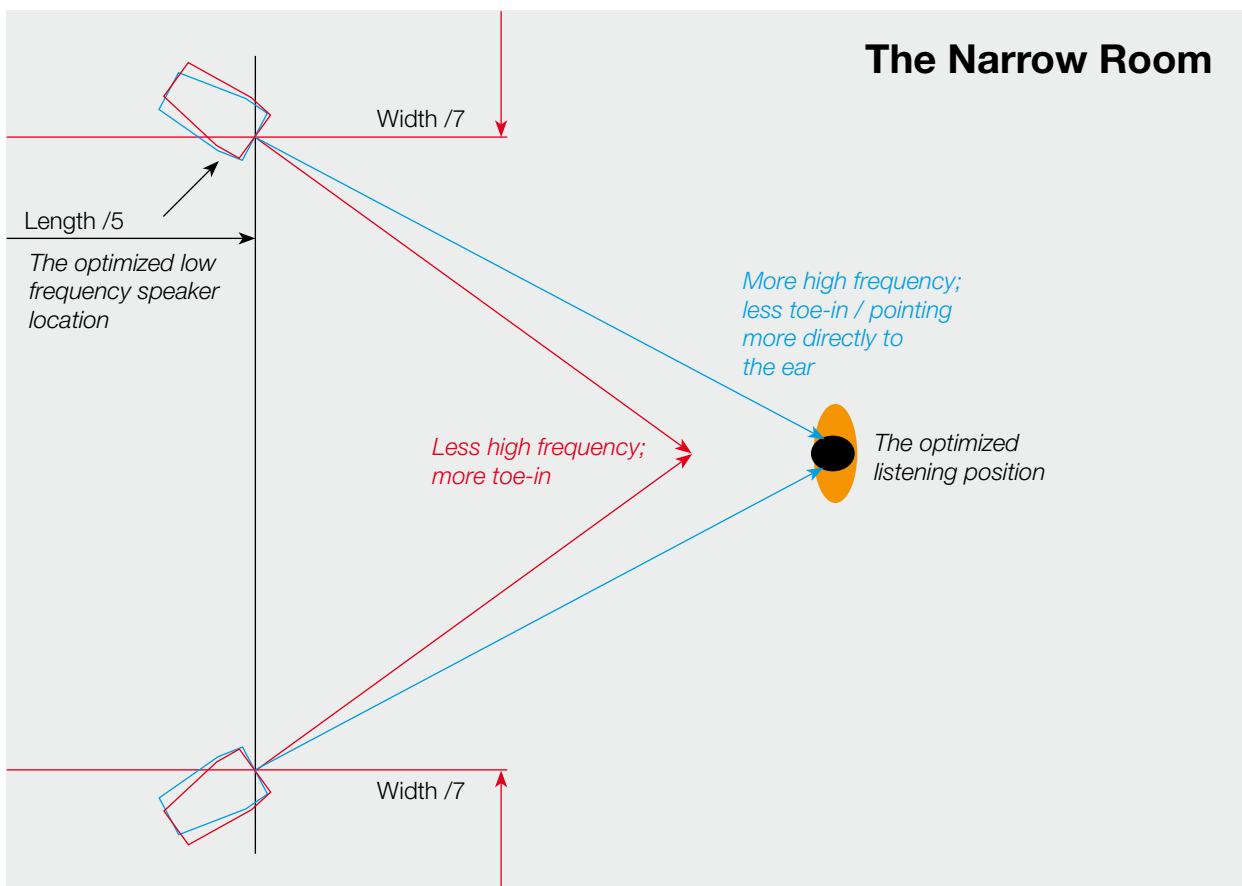 The Narrow Room
Width /7
Length /5
The optimized low
frequency speaker
location
More high frequency;
less toe-in / pointing
more directly to
the ear
Less high frequency;
more toe-in
The optimized
listening position
Width /7